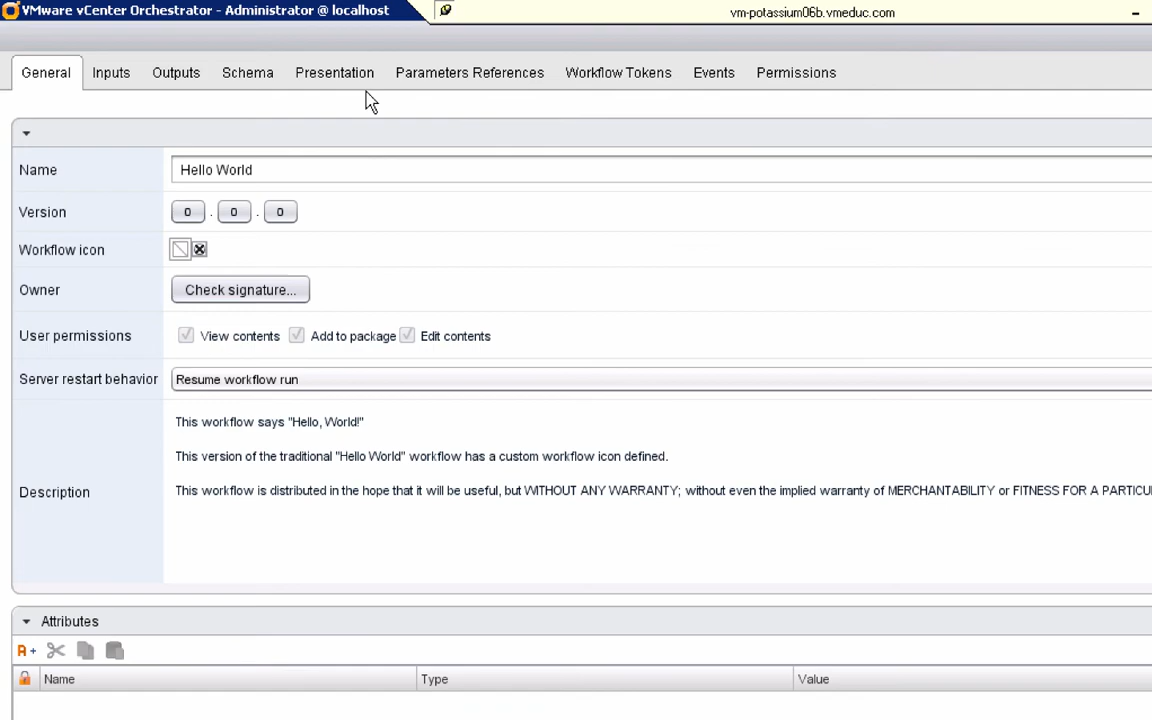 VMware vCenter Orchestrator - Administrator @ localhost
vm-potassium06b.vmeduc.com
General Inputs Outputs Schema Presentation Parameters References Workflow Tokens Events Permissions
Name Hello World
Version 0 . 0 . 0
Workflow icon
Owner Check signature...
User permissions View contents Add to package Edit contents
Server restart behavior Resume workflow run
This workflow says "Hello, World!"
This version of the traditional "Hello World" workflow has a custom workflow icon defined.
Description This workflow is distributed in the hope that it will be useful, but WITHOUT ANY WARRANTY; without even the implied warranty of MERCHANTABILITY or FITNESS FOR A PARTICU
Attributes
A+
Name Type Value